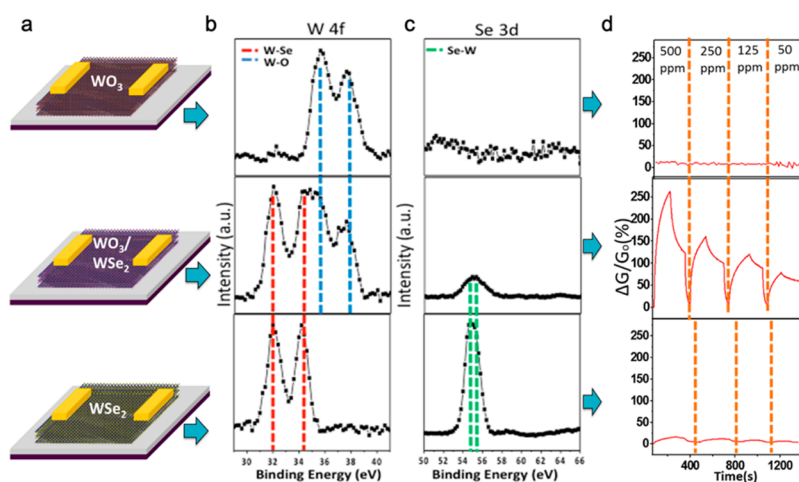 a
b
c
d
W 4f
Se 3d
W-Se
W-O
Se-W
500
ppm
250
ppm
125
ppm
50
ppm
WO₃
WO₃/
WSe₂
WSe₂
Intensity (a.u.)
Intensity (a.u.)
ΔG/G₀(%)
250
200
150
100
50
0
250
200
150
100
50
0
250
200
150
100
50
0
30 32 34 36 38 40
Binding Energy (eV)
50 52 54 56 58 60 62 64 66
Binding Energy (eV)
400 800 1200
Time(s)